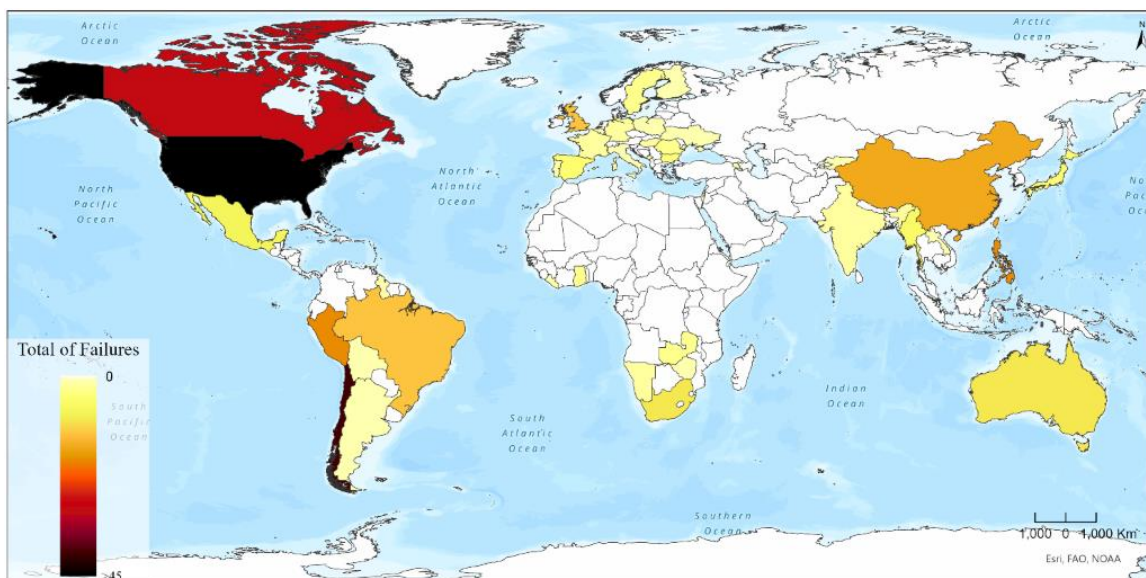 Arctic
Ocean
Arctic
Ocean
N
North
Pacific
Ocean
North
Atlantic
Ocean
No
Pac
Oc
Total of Failures
0
South
Pacific
Ocean
South
Atlantic
Ocean
Indian
Ocean
Southern
Ocean
1,000 0 1,000 Km
Esri, FAO, NOAA
>45